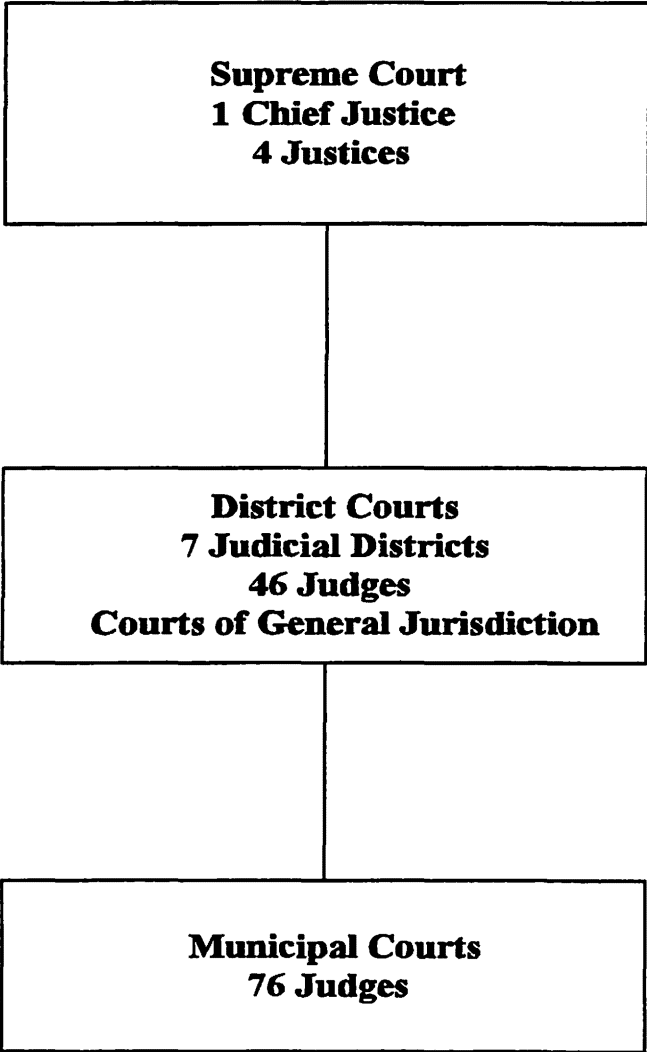 Supreme Court
1 Chief Justice
4 Justices
District Courts
7 Judicial Districts
46 Judges
Courts of General Jurisdiction
Municipal Courts
76 Judges